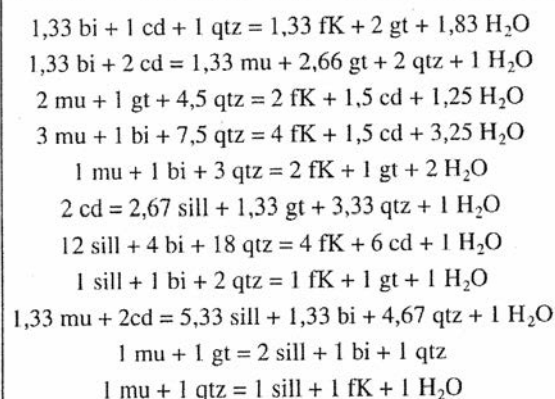 1,33 bi + 1 cd + 1 qtz = 1,33 fK + 2 gt + 1,83 H₂O
1,33 bi + 2 cd = 1,33 mu + 2,66 gt + 2 qtz + 1 H₂O
2 mu + 1 gt + 4,5 qtz = 2 fK + 1,5 cd + 1,25 H₂O
3 mu + 1 bi + 7,5 qtz = 4 fK + 1,5 cd + 3,25 H₂O
1 mu + 1 bi + 3 qtz = 2 fK + 1 gt + 2 H₂O
2 cd = 2,67 sill + 1,33 gt + 3,33 qtz + 1 H₂O
12 sill + 4 bi + 18 qtz = 4 fK + 6 cd + 1 H₂O
1 sill + 1 bi + 2 qtz = 1 fK + 1 gt + 1 H₂O
1,33 mu + 2cd = 5,33 sill + 1,33 bi + 4,67 qtz + 1 H₂O
1 mu + 1 gt = 2 sill + 1 bi + 1 qtz
1 mu + 1 qtz = 1 sill + 1 fK + 1 H₂O